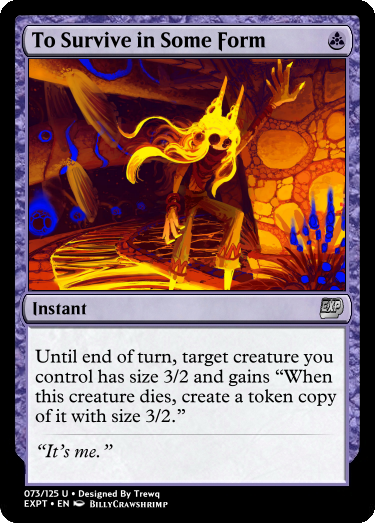 To Survive in Some Form
Instant
EXP
Until end of turn, target creature you
control has size 3/2 and gains “When
this creature dies, create a token copy
of it with size 3/2.”
“It’s me.”
073/125 U • Designed By Trewq
EXPT • EN BillyCrawshrimp